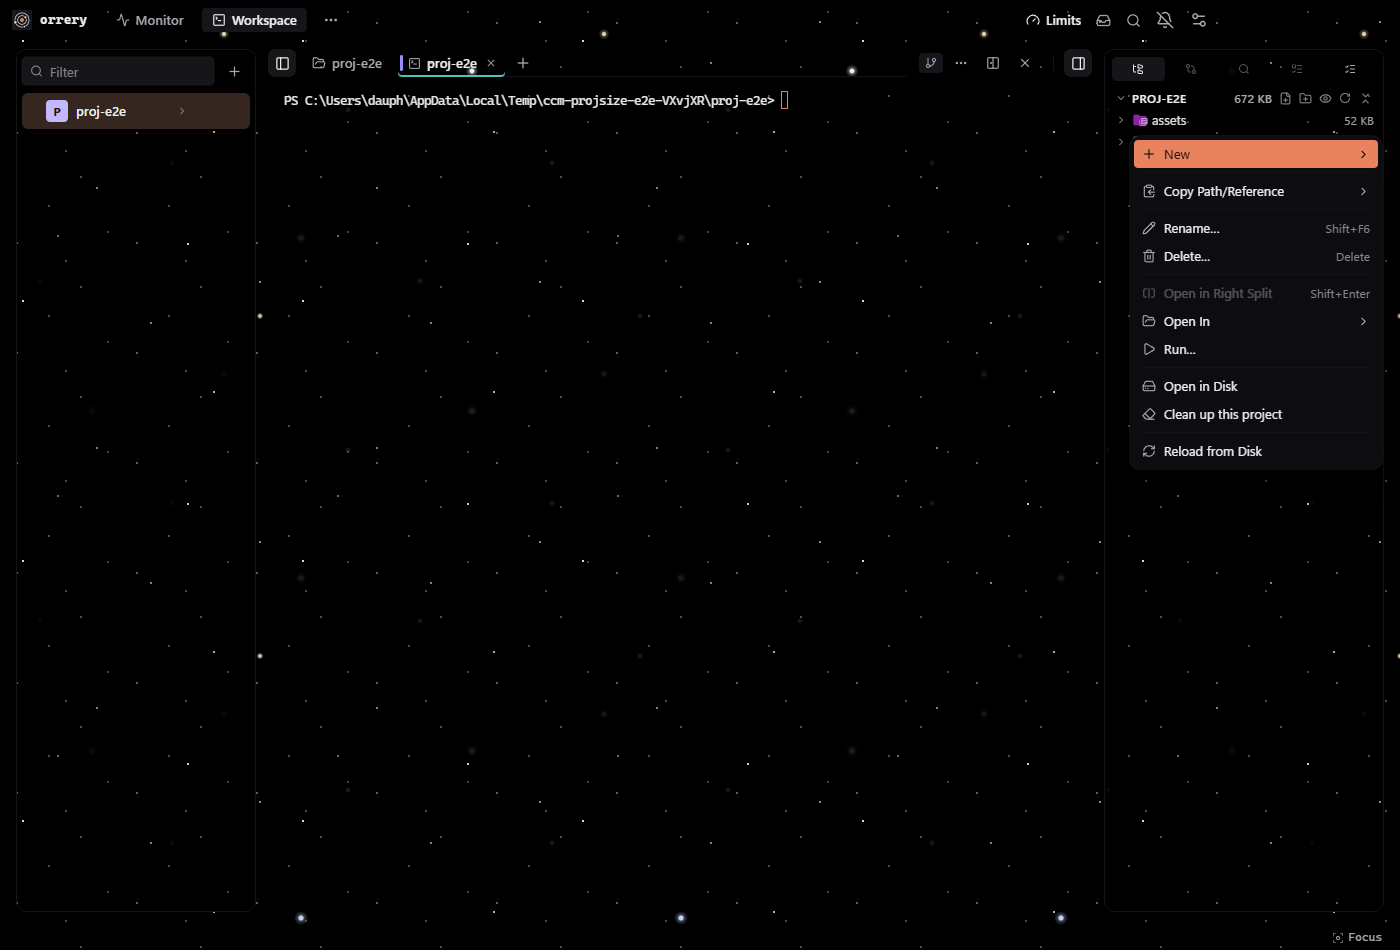 orrery
Monitor
Workspace
Limits
Filter
P proj-e2e
proj-e2e
proj-e2e
PS C:\Users\dauph\AppData\Local\Temp\ccm-projsize-e2e-VXvjXR\proj-e2e>
PROJ-E2E 672 KB
assets 52 KB
New
Copy Path/Reference
Rename... Shift+F6
Delete... Delete
Open in Right Split Shift+Enter
Open In
Run...
Open in Disk
Clean up this project
Reload from Disk
Focus